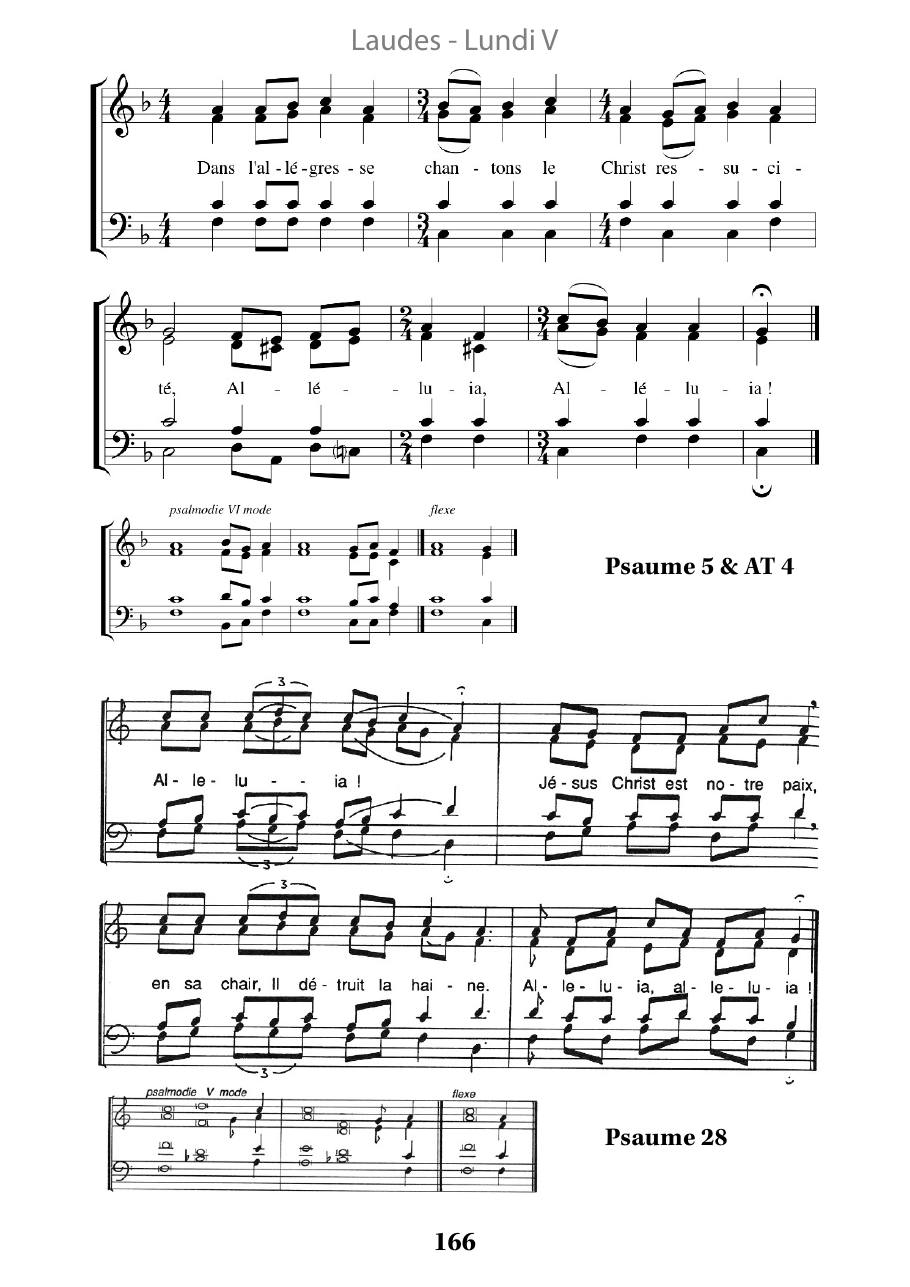 Laudes - Lundi V
Dans l'al - lé - gres - se chan - tons le Christ res - su - ci -
té, Al - lé - lu - ia, Al - lé - lu - ia !
psalmodie VI mode flexe
Psaume 5 & AT 4
3
Al - le - lu - ia ! Jé - sus Christ est no - tre paix,
3
3
en sa chair, Il dé - truit la hai - ne. Al - le - lu - ia, al - le - lu - ia !
3
psalmodie V mode flexe
Psaume 28
166